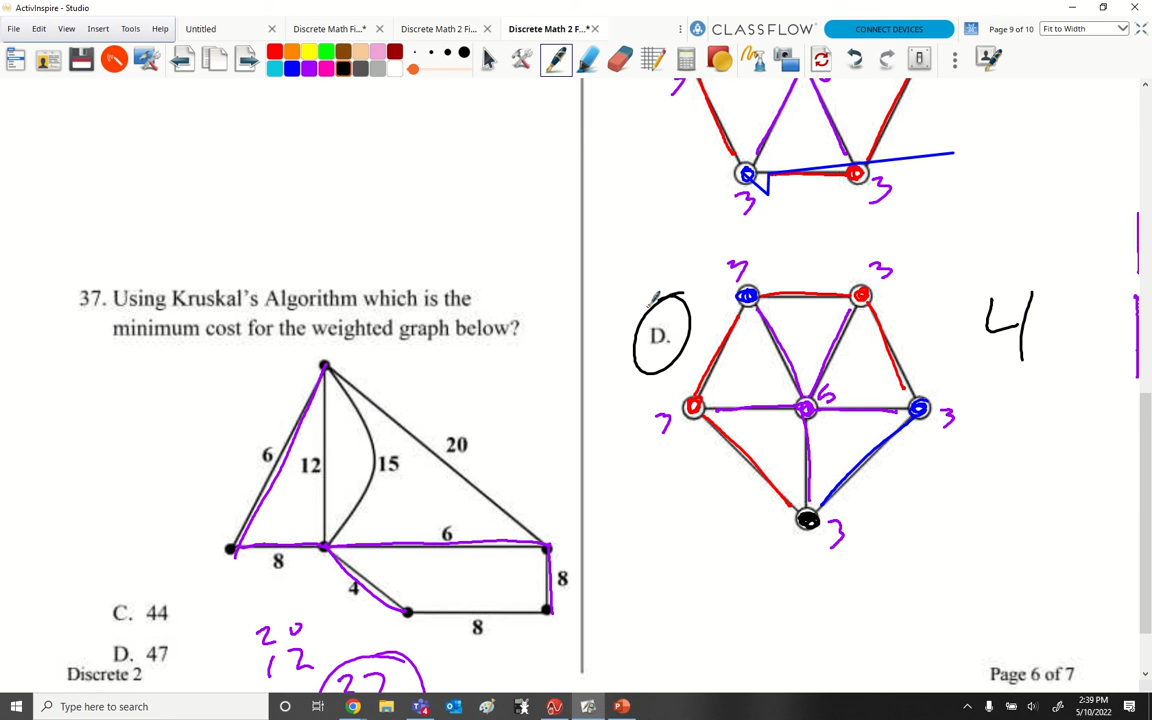 ActivInspire - Studio
File Edit View Insert Tools Help
Untitled
Discrete Math Fi...*
Discrete Math 2 Fi...
Discrete Math 2 F...*
CLASSFLOW
CONNECT DEVICES
Page 9 of 10
Fit to Width
3
3
37. Using Kruskal's Algorithm which is the
minimum cost for the weighted graph below?
6
12
15
20
8
6
4
8
8
C. 44
D. 47
20
12
Discrete 2
D.
3
3
3
5
3
3
4
Page 6 of 7
Type here to search
2:39 PM
5/10/2022